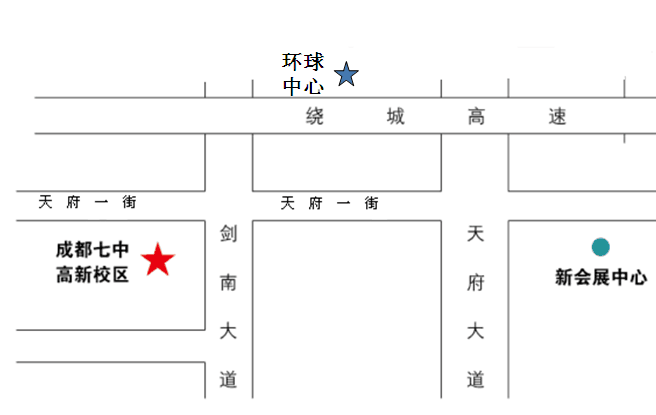 环球
中心
绕城高速
天府一街
天府一街
成都七中
高新校区
剑南大道
天府大道
新会展中心